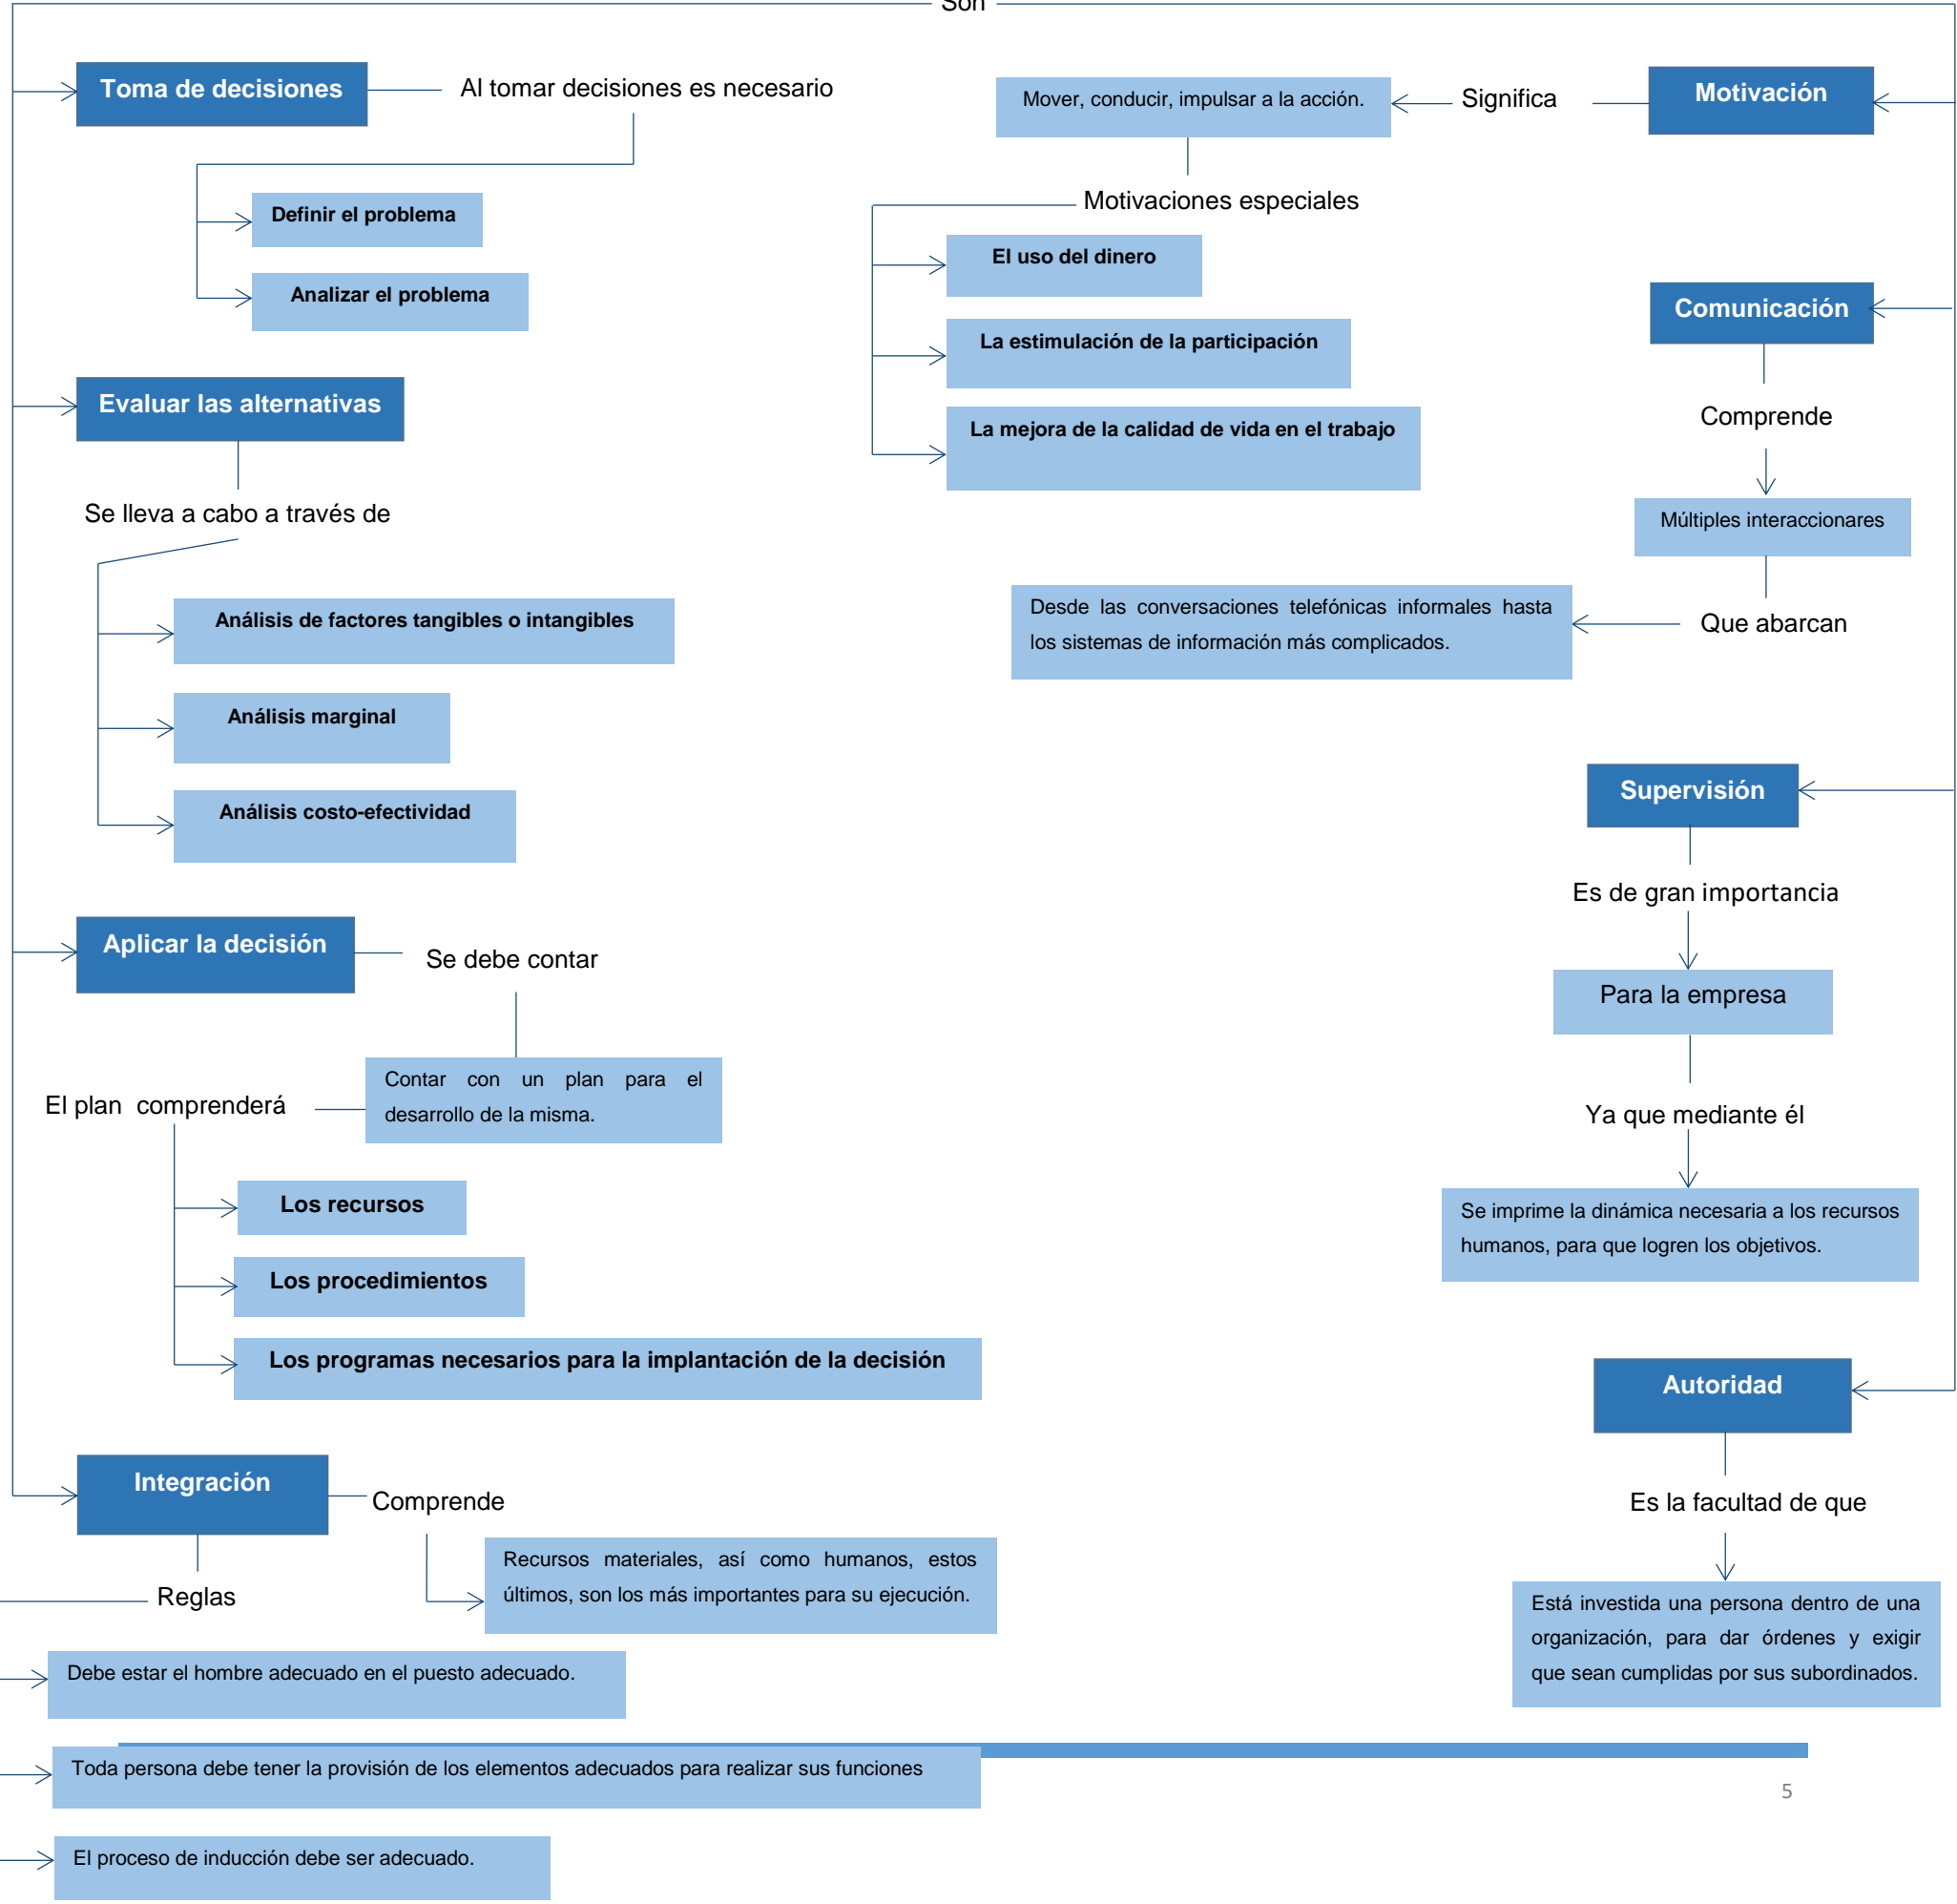 Son
Toma de decisiones
Al tomar decisiones es necesario
Definir el problema
Analizar el problema
Evaluar las alternativas
Se lleva a cabo a través de
Análisis de factores tangibles o intangibles
Análisis marginal
Análisis costo-efectividad
Aplicar la decisión
Se debe contar
Contar con un plan para el
desarrollo de la misma.
El plan comprenderá
Los recursos
Los procedimientos
Los programas necesarios para la implantación de la decisión
Integración
Comprende
Recursos materiales, así como humanos, estos
últimos, son los más importantes para su ejecución.
Reglas
Debe estar el hombre adecuado en el puesto adecuado.
Toda persona debe tener la provisión de los elementos adecuados para realizar sus funciones
El proceso de inducción debe ser adecuado.
Motivación
Significa
Mover, conducir, impulsar a la acción.
Motivaciones especiales
El uso del dinero
La estimulación de la participación
La mejora de la calidad de vida en el trabajo
Comunicación
Comprende
Múltiples interaccionares
Que abarcan
Desde las conversaciones telefónicas informales hasta
los sistemas de información más complicados.
Supervisión
Es de gran importancia
Para la empresa
Ya que mediante él
Se imprime la dinámica necesaria a los recursos
humanos, para que logren los objetivos.
Autoridad
Es la facultad de que
Está investida una persona dentro de una
organización, para dar órdenes y exigir
que sean cumplidas por sus subordinados.
5